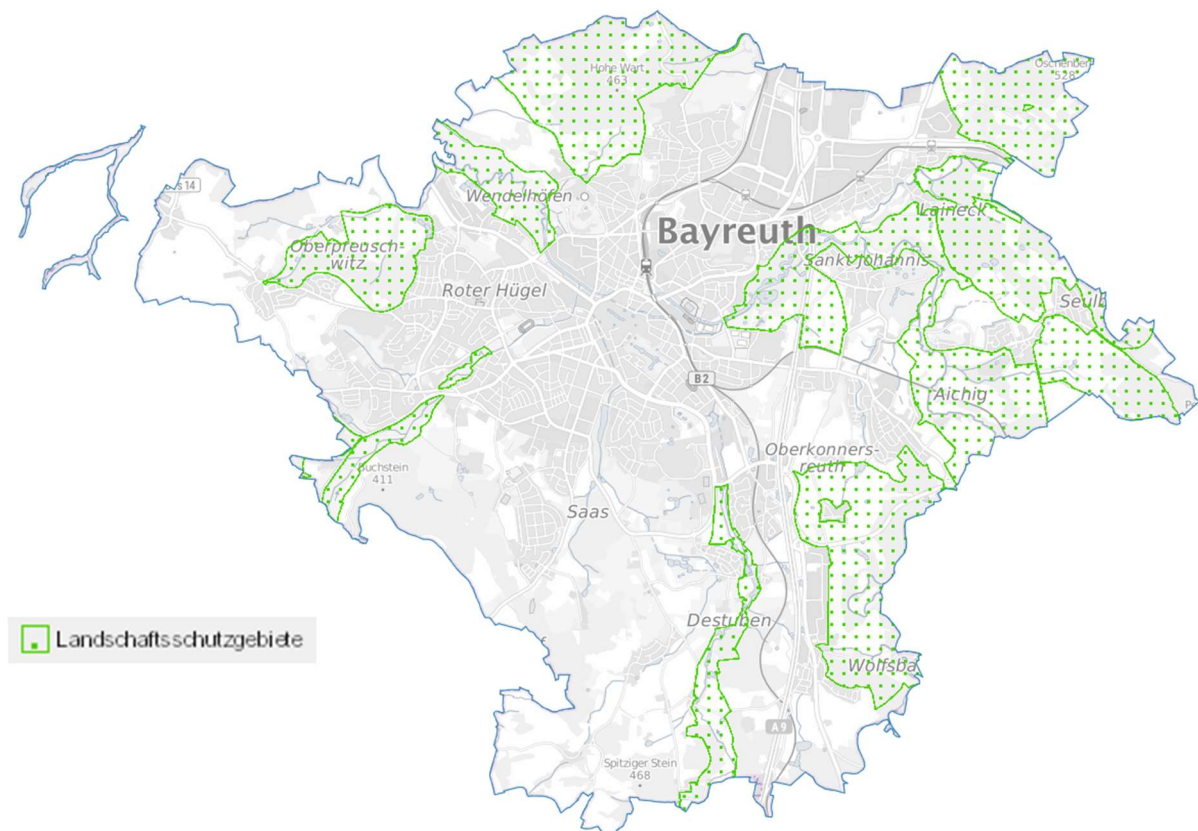 Hohe Wart
463
Oschenber
528
Wendelhöfen
Laineck
Bayreuth
Oberpreusch-
witz
Sankt Johannis
Roter Hügel
Seulb
B2
Aichig
Oberkonners-
reuth
Buchstein
411
Saas
Destuben
Landschaftsschutzgebiete
Wolfsba
A9
Spitziger Stein
468